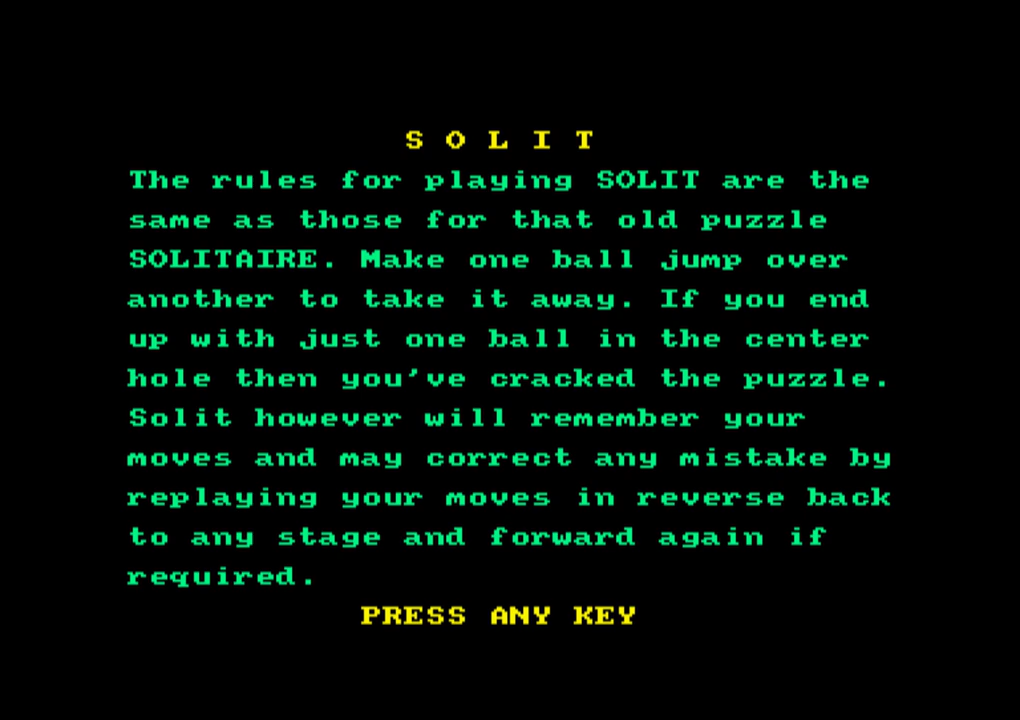 S O L I T
The rules for playing SOLIT are the
same as those for that old puzzle
SOLITAIRE. Make one ball jump over
another to take it away. If you end
up with just one ball in the center
hole then you've cracked the puzzle.
Solit however will remember your
moves and may correct any mistake by
replaying your moves in reverse back
to any stage and forward again if
required.
PRESS ANY KEY